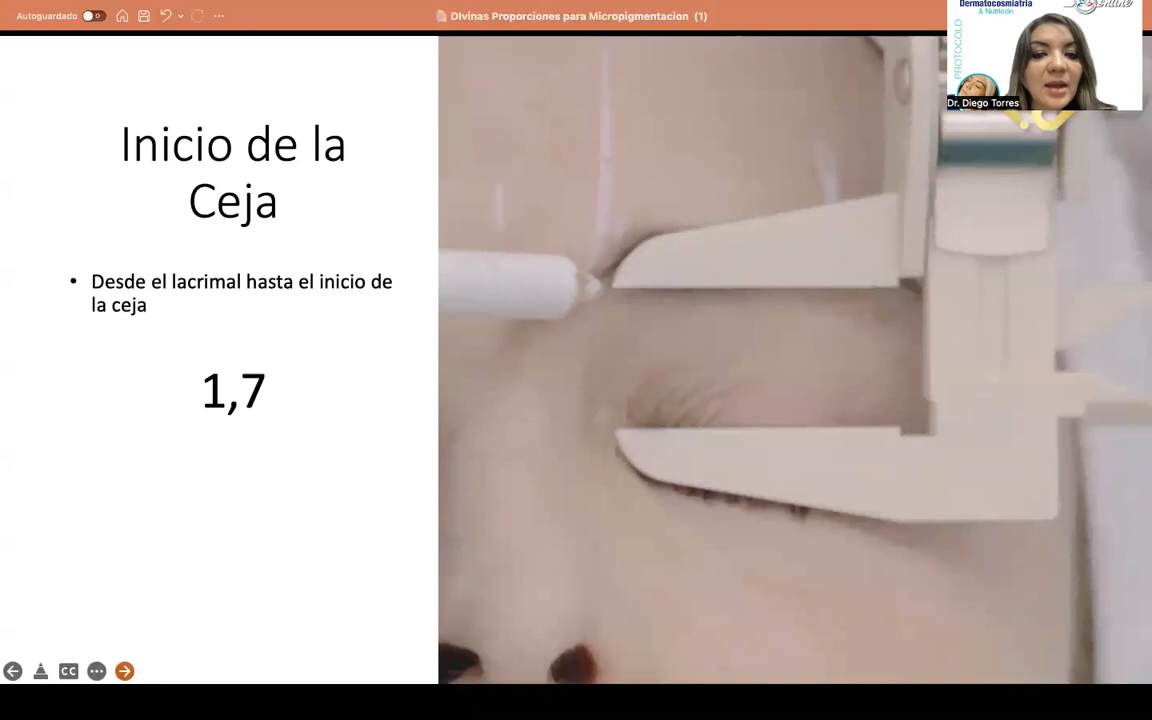 Autoguardado
DIvinas Proporciones para Micropigmentacion (1)
Dermatocosmiatria
& Nutrición
PROTOCOLO
Dr. Diego Torres
Inicio de la
Ceja
• Desde el lacrimal hasta el inicio de
la ceja
1,7
CC